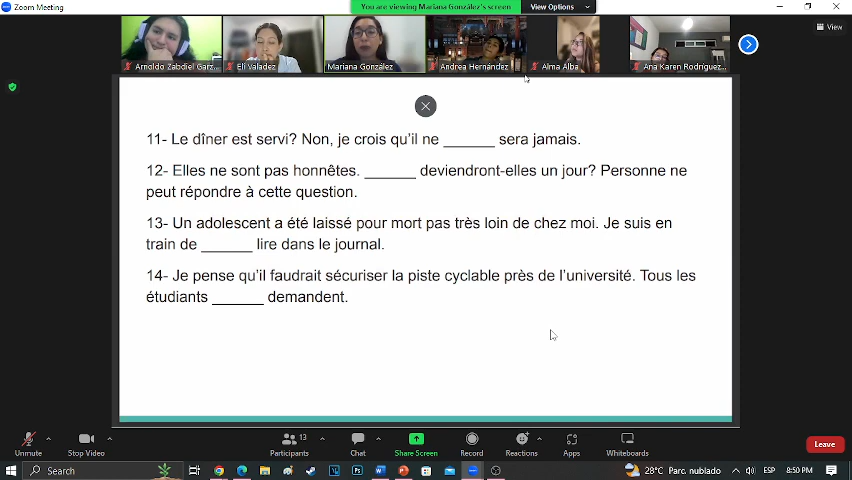 Zoom Meeting
You are viewing Mariana González's screen
View Options
View
Arnoldo Zabdiel Garz...
Eli Valadez
Mariana González
Andrea Hernández
Alma Alba
Ana Karen Rodríguez...
11- Le dîner est servi? Non, je crois qu'il ne ______ sera jamais.
12- Elles ne sont pas honnêtes. ______ deviendront-elles un jour? Personne ne
peut répondre à cette question.
13- Un adolescent a été laissé pour mort pas très loin de chez moi. Je suis en
train de ______ lire dans le journal.
14- Je pense qu'il faudrait sécuriser la piste cyclable près de l'université. Tous les
étudiants ______ demandent.
Unmute
Stop Video
13
Participants
Chat
Share Screen
Record
Reactions
Apps
Whiteboards
Leave
Search
28°C Parc. nublado
ESP
8:50 PM